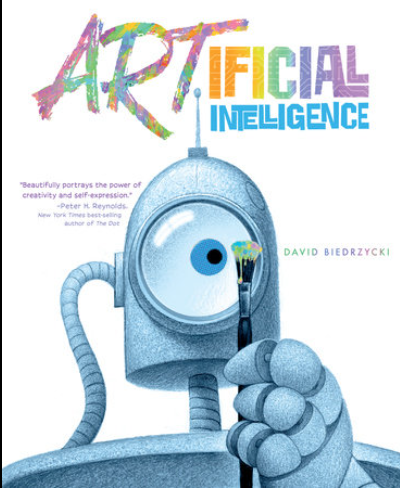 ARTIFICIAL
INTELLIGENCE
"Beautifully portrays the power of
creativity and self-expression."
–Peter H. Reynolds,
New York Times best-selling
author of The Dot
DAVID BIEDRZYCKI